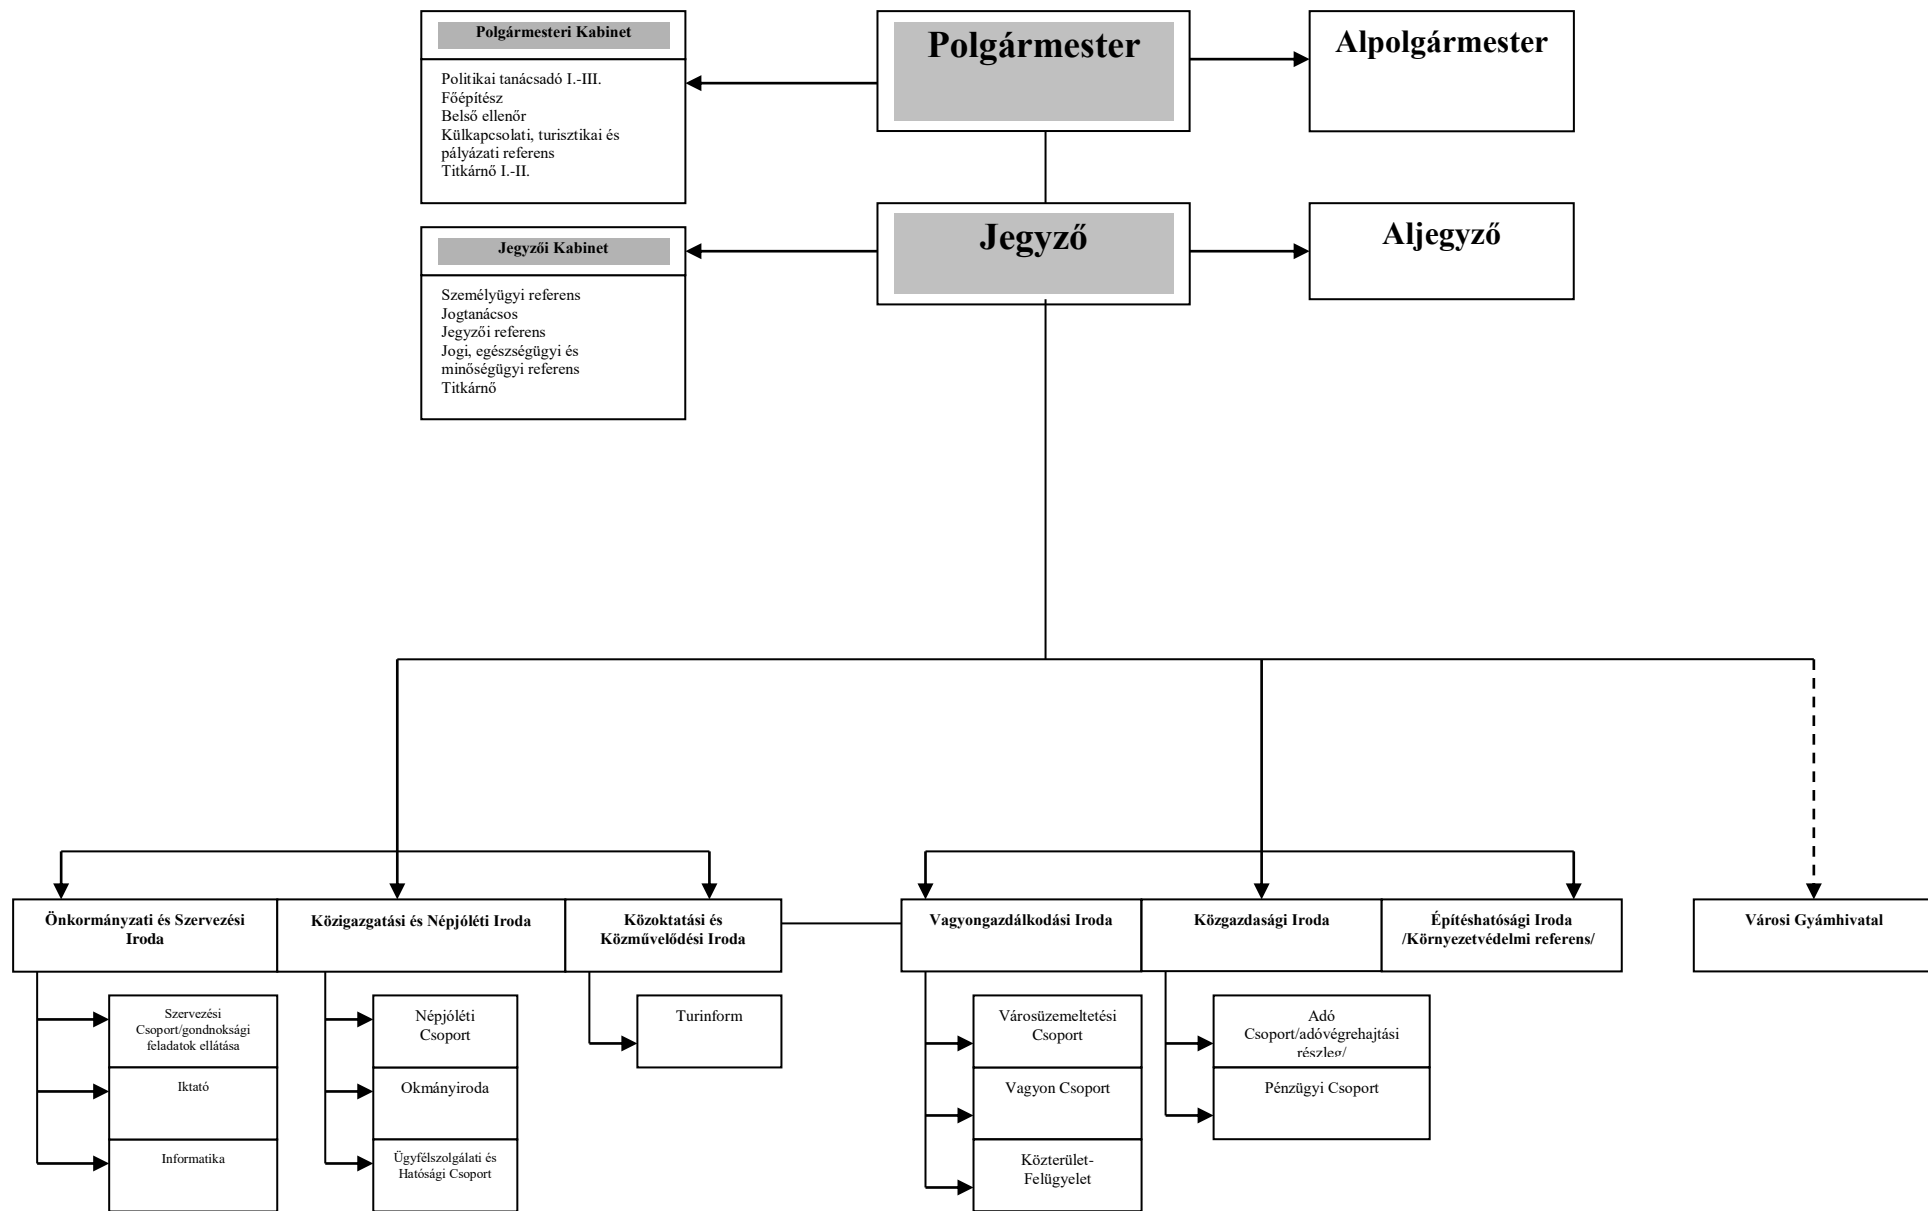 Polgármesteri Kabinet
Politikai tanácsadó I.-III.
Főépítész
Belső ellenőr
Külkapcsolati, turisztikai és
pályázati referens
Titkárnő I.-II.
Polgármester
Alpolgármester
Jegyzői Kabinet
Személyügyi referens
Jogtanácsos
Jegyzői referens
Jogi, egészségügyi és
minőségügyi referens
Titkárnő
Jegyző
Aljegyző
Önkormányzati és Szervezési
Iroda
Közigazgatási és Népjóléti Iroda
Közoktatási és
Közművelődési Iroda
Vagyongazdálkodási Iroda
Közgazdasági Iroda
Építéshatósági Iroda
/Környezetvédelmi referens/
Városi Gyámhivatal
Szervezési
Csoport/gondnoksági
feladatok ellátása
Iktató
Informatika
Népjóléti
Csoport
Okmányiroda
Ügyfélszolgálati és
Hatósági Csoport
Turinform
Városüzemeltetési
Csoport
Vagyon Csoport
Közterület-
Felügyelet
Adó
Csoport/adóvégrehajtási
részleg/
Pénzügyi Csoport